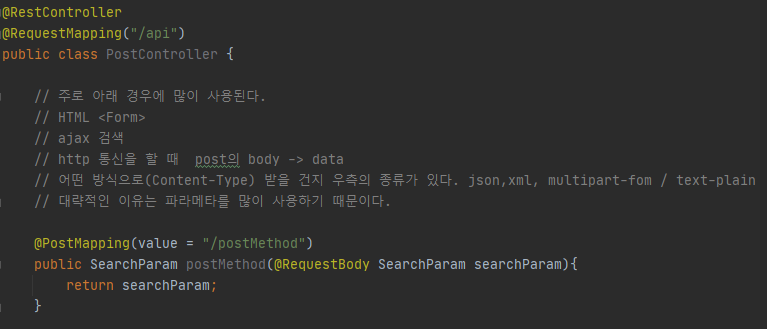 @RestController
@RequestMapping("/api")
public class PostController {
// 주로 아래 경우에 많이 사용된다.
// HTML <Form>
// ajax 검색
// http 통신을 할 때  post의 body -> data
// 어떤 방식으로(Content-Type) 받을 건지 우측의 종류가 있다. json,xml, multipart-fom / text-plain
// 대략적인 이유는 파라메타를 많이 사용하기 때문이다.
@PostMapping(value = "/postMethod")
public SearchParam postMethod(@RequestBody SearchParam searchParam){
return searchParam;
}